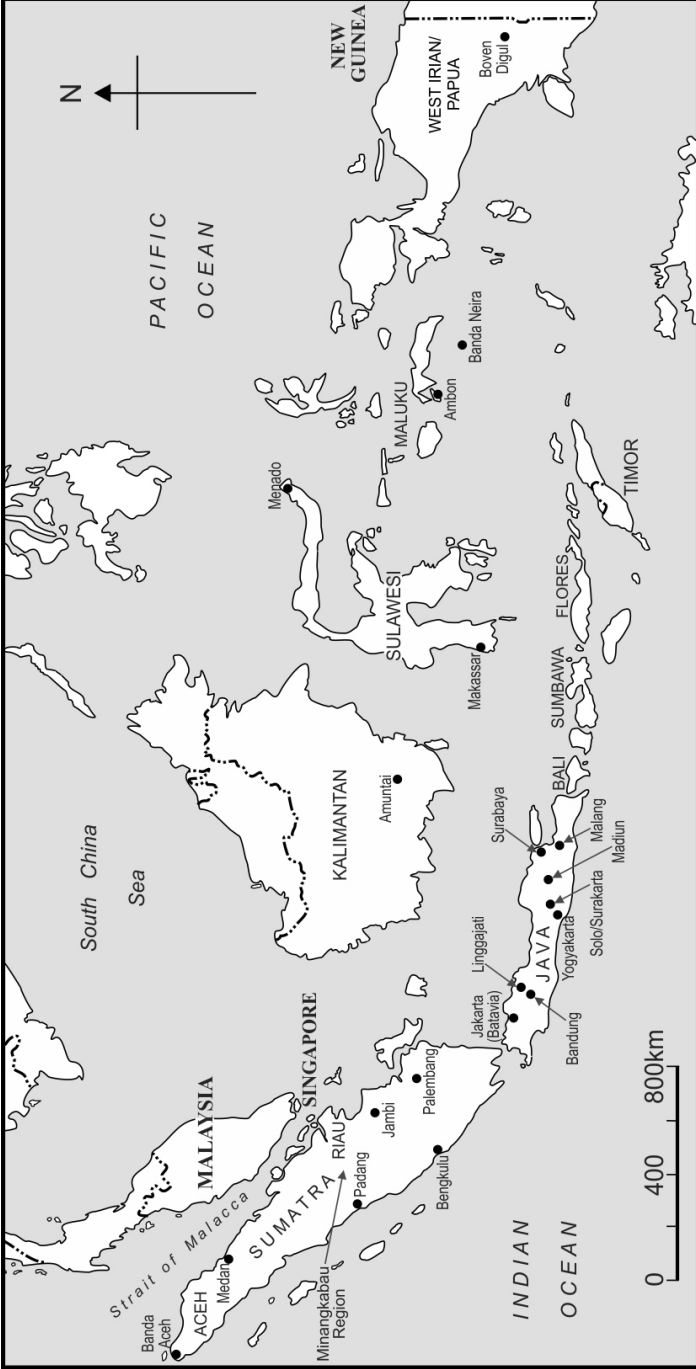 N
PACIFIC
OCEAN
NEW
GUINEA
WEST IRIAN/
PAPUA
Boven
Digul
South China
Sea
Menado
MALUKU
Ambon
Banda Neira
SULAWESI
Makassar
KALIMANTAN
Amuntai
TIMOR
FLORES
SUMBAWA
BALI
Surabaya
Malang
Madiun
Solo/Surakarta
Yogyakarta
JAVA
Linggajati
Jakarta
(Batavia)
Bandung
MALAYSIA
SINGAPORE
Strait of Malacca
Banda
Aceh
ACEH
Medan
SUMATRA
RIAU
Minangkabau
Region
Padang
Jambi
Palembang
Bengkulu
INDIAN
OCEAN
0 400 800km